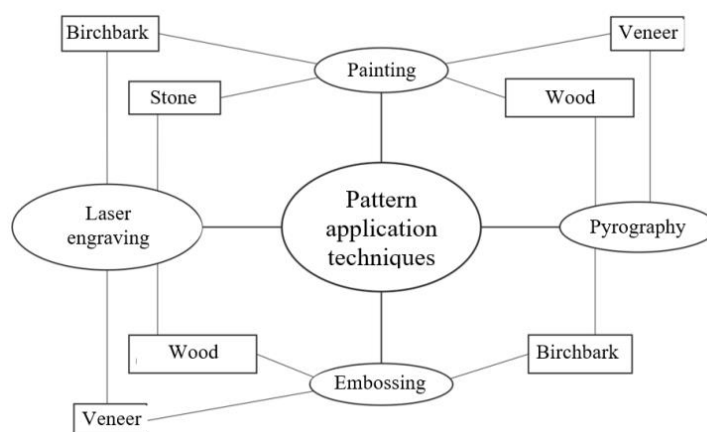 Birchbark
Veneer
Painting
Stone
Wood
Laser
engraving
Pattern
application
techniques
Pyrography
Wood
Birchbark
Embossing
Veneer